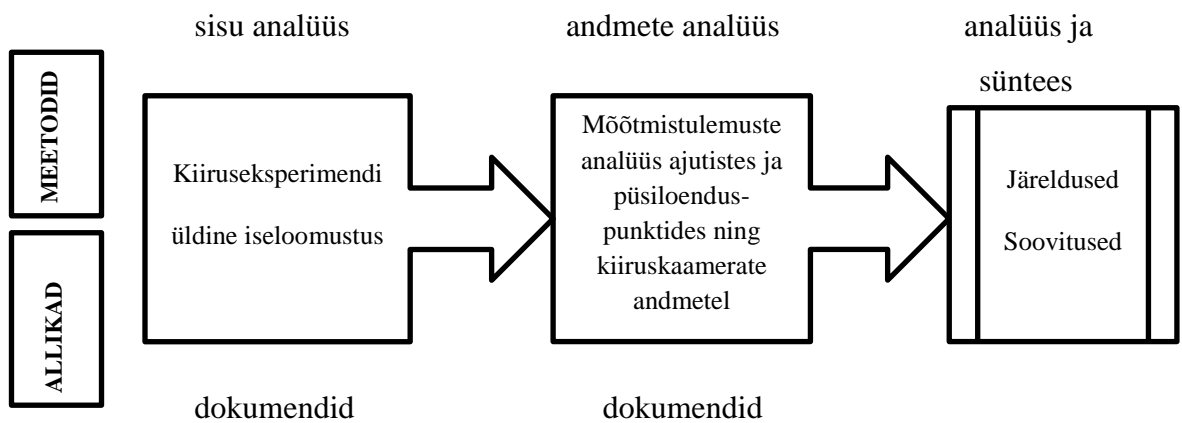 sisu analüüs
andmete analüüs
analüüs ja
süntees
MEETODID
Kiiruseksperimendi
üldine iseloomustus
Mõõtmistulemuste
analüüs ajutistes ja
püsiloendus-
punktides ning
kiiruskaamerate
andmetel
Järeldused
Soovitused
ALLIKAD
dokumendid
dokumendid